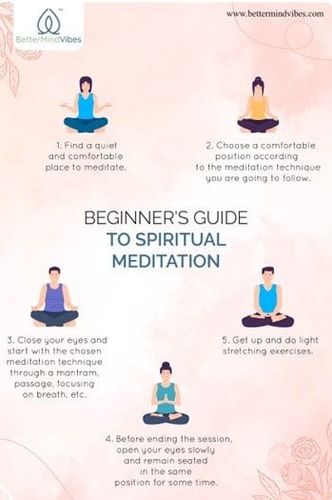 BetterMindVibes
www.bettermindvibes.com
1. Find a quiet
and comfortable
place to meditate.
2. Choose a comfortable
position according
to the meditation technique
you are going to follow.
BEGINNER'S GUIDE
TO SPIRITUAL
MEDITATION
3. Close your eyes and
start with the chosen
meditation technique
through a mantram,
passage, focusing
on breath, etc.
5. Get up and do light
stretching exercises.
4. Before ending the session,
open your eyes slowly
and remain seated
in the same
position for some time.